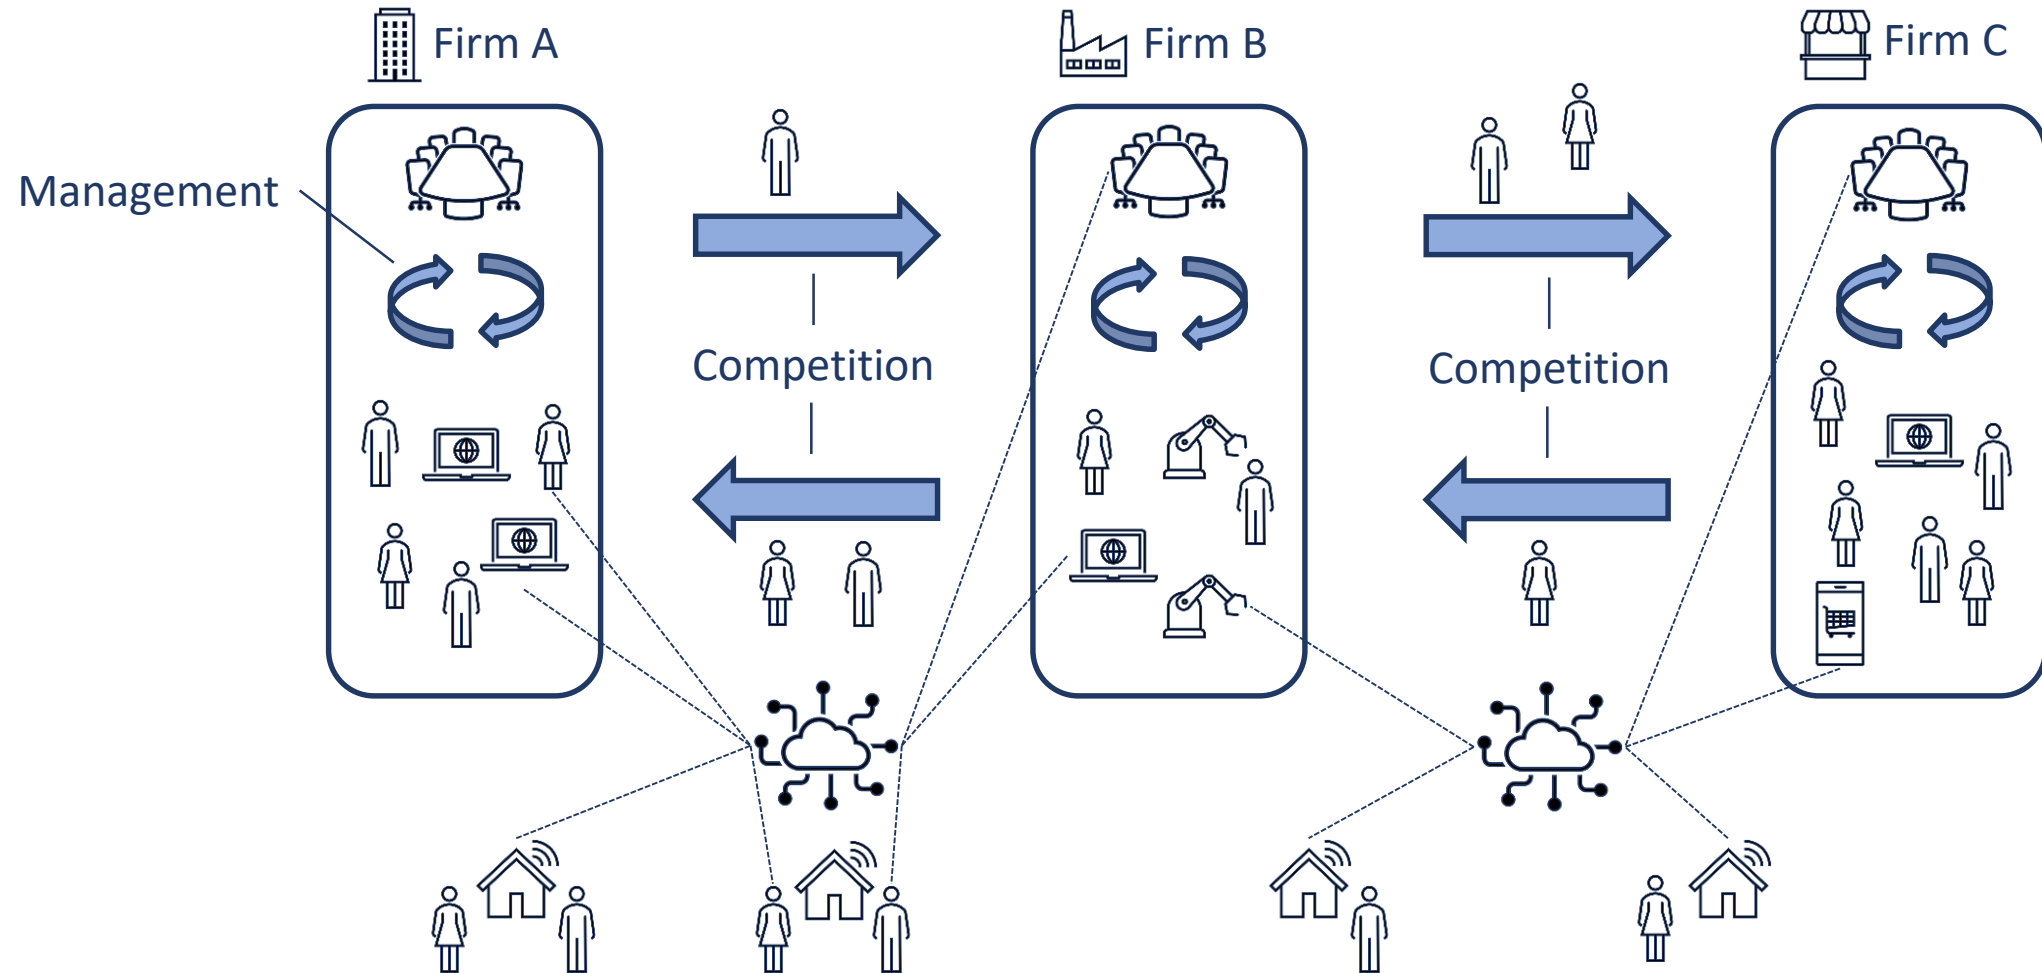 Firm A
Firm B
Firm C
Management
Competition
Competition